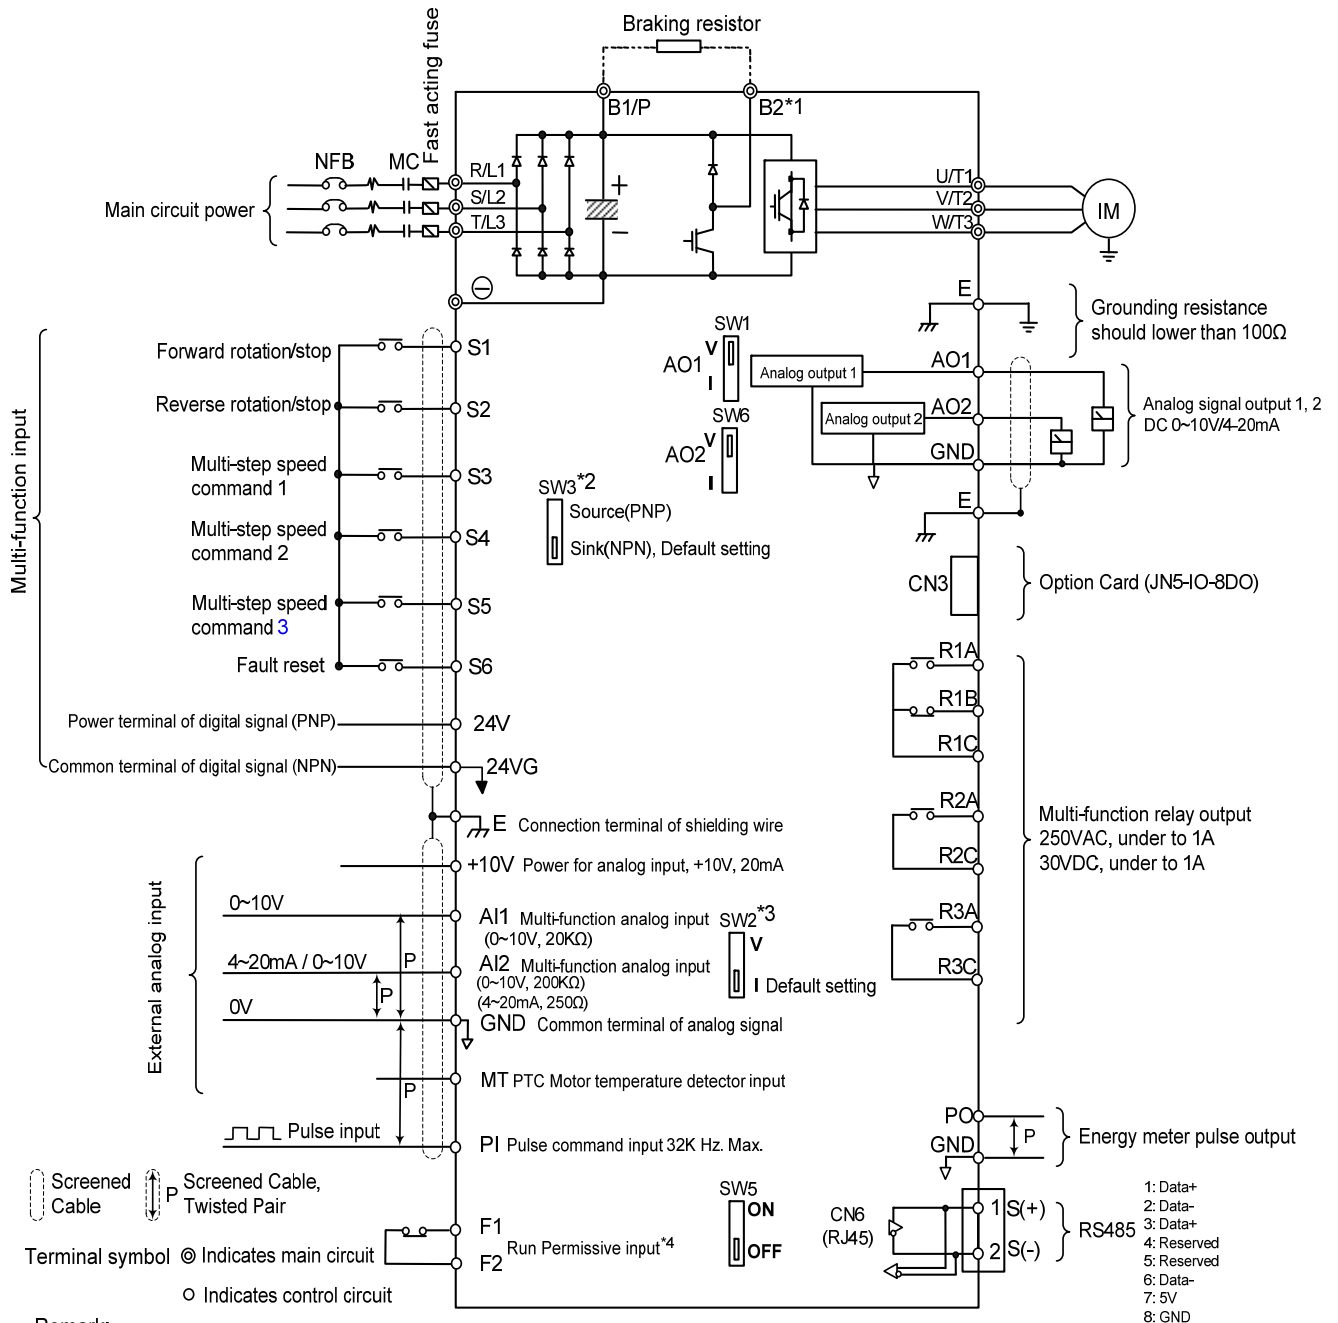 Braking resistor
Fast acting fuse
B1/P
B2*1
NFB
MC
R/L1
S/L2
T/L3
Main circuit power
+
−
U/T1
V/T2
W/T3
IM
E
Grounding resistance
should lower than 100Ω
Multi-function input
Forward rotation/stop
S1
Reverse rotation/stop
S2
Multi-step speed
command 1
S3
Multi-step speed
command 2
S4
Multi-step speed
command 3
S5
Fault reset
S6
Power terminal of digital signal (PNP)
24V
Common terminal of digital signal (NPN)
24VG
E Connection terminal of shielding wire
SW1
AO1
V
I
SW6
AO2
V
I
Analog output 1
AO1
Analog output 2
AO2
GND
E
Analog signal output 1, 2
DC 0~10V/4-20mA
SW3*2
Source(PNP)
Sink(NPN), Default setting
CN3
Option Card (JN5-IO-8DO)
R1A
R1B
R1C
R2A
R2C
R3A
R3C
Multi-function relay output
250VAC, under to 1A
30VDC, under to 1A
External analog input
+10V Power for analog input, +10V, 20mA
0~10V
AI1 Multi-function analog input
(0~10V, 20KΩ)
4~20mA / 0~10V
P
AI2 Multi-function analog input
(0~10V, 200KΩ)
(4~20mA, 250Ω)
P
SW2*3
V
I Default setting
0V
GND Common terminal of analog signal
MT PTC Motor temperature detector input
P
Pulse input
PI Pulse command input 32K Hz. Max.
PO
GND
P
Energy meter pulse output
Screened
Cable
P
Screened Cable,
Twisted Pair
F1
F2
Run Permissive input*4
SW5
ON
OFF
CN6
(RJ45)
1 S(+)
2 S(-)
RS485
1: Data+
2: Data-
3: Data+
4: Reserved
5: Reserved
6: Data-
7: 5V
8: GND
Terminal symbol
Indicates main circuit
Indicates control circuit